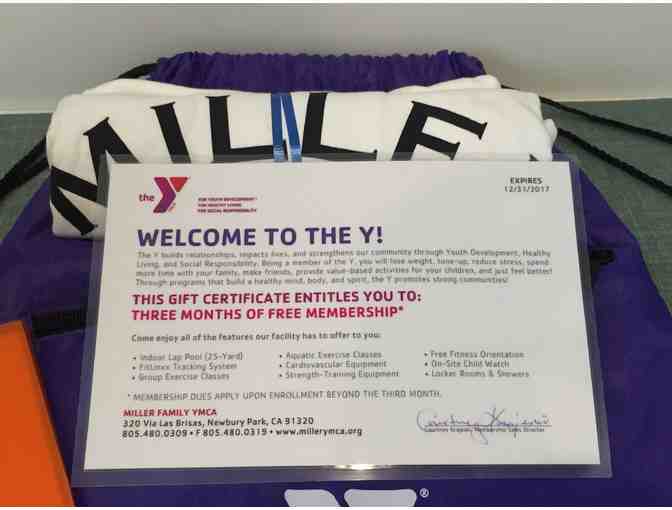 MILLE
the Y
FOR YOUTH DEVELOPMENT®
FOR HEALTHY LIVING
FOR SOCIAL RESPONSIBILITY
EXPIRES
12/31/2017
WELCOME TO THE Y!
The Y builds relationships, impacts lives, and strengthens our community through Youth Development, Healthy
Living, and Social Responsibility. Being a member of the Y, you will lose weight, tone-up, reduce stress, spend
more time with your family, make friends, provide value-based activities for your children, and just feel better!
Through programs that build a healthy mind, body, and spirit, the Y promotes strong communities!
THIS GIFT CERTIFICATE ENTITLES YOU TO:
THREE MONTHS OF FREE MEMBERSHIP*
Come enjoy all of the features our facility has to offer you:
• Indoor Lap Pool (25-Yard)
• FitLinxx Tracking System
• Group Exercise Classes
• Aquatic Exercise Classes
• Cardiovascular Equipment
• Strength-Training Equipment
• Free Fitness Orientation
• On-Site Child Watch
• Locker Rooms & Showers
* MEMBERSHIP DUES APPLY UPON ENROLLMENT BEYOND THE THIRD MONTH.
MILLER FAMILY YMCA
320 Via Las Brisas, Newbury Park, CA 91320
805.480.0309 • F 805.480.0319 • www.millerymca.org
Courtney Membership Sales Director
®